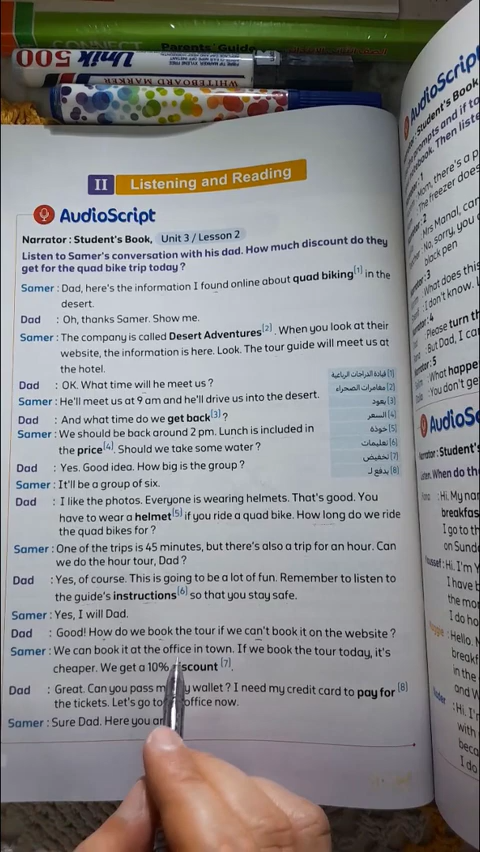 CONNECT
Parents' Guide
Unik 500
WHITEBOARD MARKER
II Listening and Reading
AudioScript
Narrator : Student's Book, Unit 3 / Lesson 2
Listen to Samer's conversation with his dad. How much discount do they
get for the quad bike trip today ?
Samer : Dad, here's the information I found online about quad biking[1] in the
desert.
Dad : Oh, thanks Samer. Show me.
Samer : The company is called Desert Adventures[2]. When you look at their
website, the information is here. Look. The tour guide will meet us at
the hotel.
Dad : OK. What time will he meet us ?
Samer : He'll meet us at 9 am and he'll drive us into the desert.
Dad : And what time do we get back[3] ?
Samer : We should be back around 2 pm. Lunch is included in
the price[4]. Should we take some water ?
Dad : Yes. Good idea. How big is the group ?
Samer : It'll be a group of six.
[1] قيادة الدراجات الرباعية
[2] مغامرات الصحراء
[3] يعود
[4] السعر
[5] خوذة
[6] تعليمات
[7] تخفيض
[8] يدفع لـ
Dad : I like the photos. Everyone is wearing helmets. That's good. You
have to wear a helmet[5] if you ride a quad bike. How long do we ride
the quad bikes for ?
Samer : One of the trips is 45 minutes, but there's also a trip for an hour. Can
we do the hour tour, Dad ?
Dad : Yes, of course. This is going to be a lot of fun. Remember to listen to
the guide's instructions[6] so that you stay safe.
Samer : Yes, I will Dad.
Dad : Good! How do we book the tour if we can't book it on the website ?
Samer : We can book it at the office in town. If we book the tour today, it's
cheaper. We get a 10% discount [7].
Dad : Great. Can you pass my wallet ? I need my credit card to pay for [8]
the tickets. Let's go to office now.
Samer : Sure Dad. Here you
AudioScrip
: Student's Book,
prompts and if to
Then liste
Mom, there's a p
The freezer does
Mrs Manal, can
No, sorry, you
black pen
What does this
I don't know.
Please turn th
But Dad, I ca
What happe
You don't ge
AudioS
Narrator : Student's
Listen. When do the
Hi. My na
breakfas
I go to th
on Sund
Youssef : Hi. I'm Y
I have b
the mor
I do ho
Hello,
breakf
in the
and W
: Hi. I'r
with
beca
I do